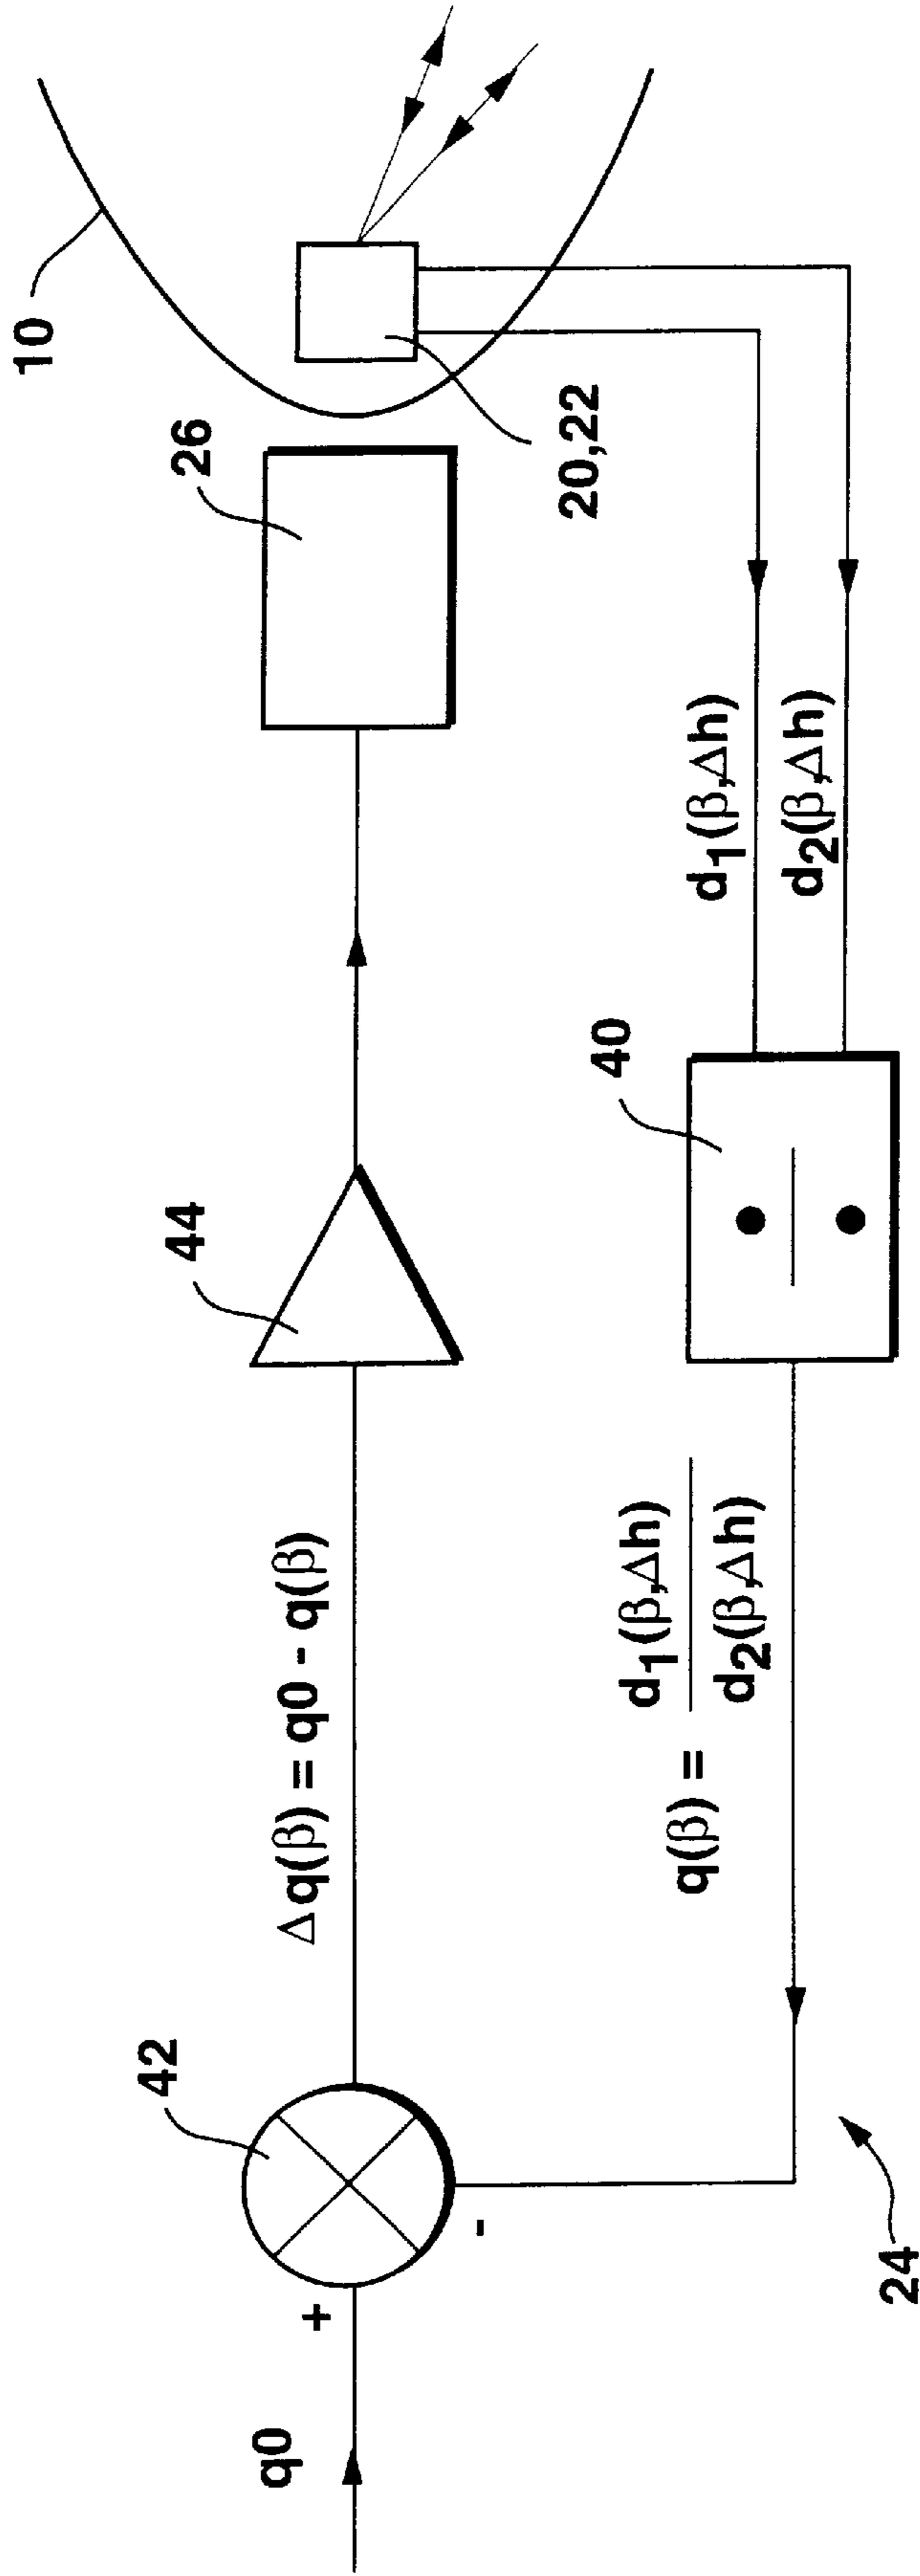 10
26
20,22
44
42
Δq(β) = q0 - q(β)
q0
+
-
d1(β,Δh)
d2(β,Δh)
40
q(β) = d1(β,Δh)
d2(β,Δh)
24